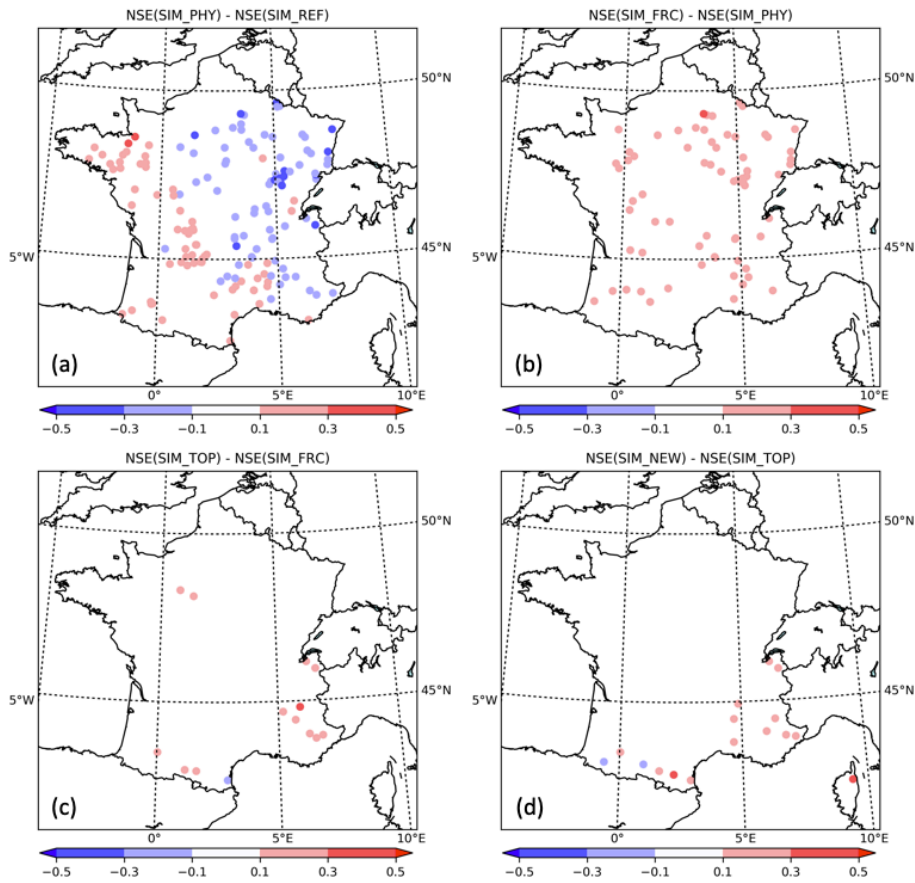 NSE(SIM_PHY) - NSE(SIM_REF)
50°N
45°N
5°W
(a)
0°
5°E
10°E
−0.5 −0.3 −0.1 0.1 0.3 0.5
NSE(SIM_FRC) - NSE(SIM_PHY)
50°N
45°N
5°W
(b)
0°
5°E
10°E
−0.5 −0.3 −0.1 0.1 0.3 0.5
NSE(SIM_TOP) - NSE(SIM_FRC)
50°N
45°N
5°W
(c)
0°
5°E
10°E
−0.5 −0.3 −0.1 0.1 0.3 0.5
NSE(SIM_NEW) - NSE(SIM_TOP)
50°N
45°N
5°W
(d)
0°
5°E
10°E
−0.5 −0.3 −0.1 0.1 0.3 0.5